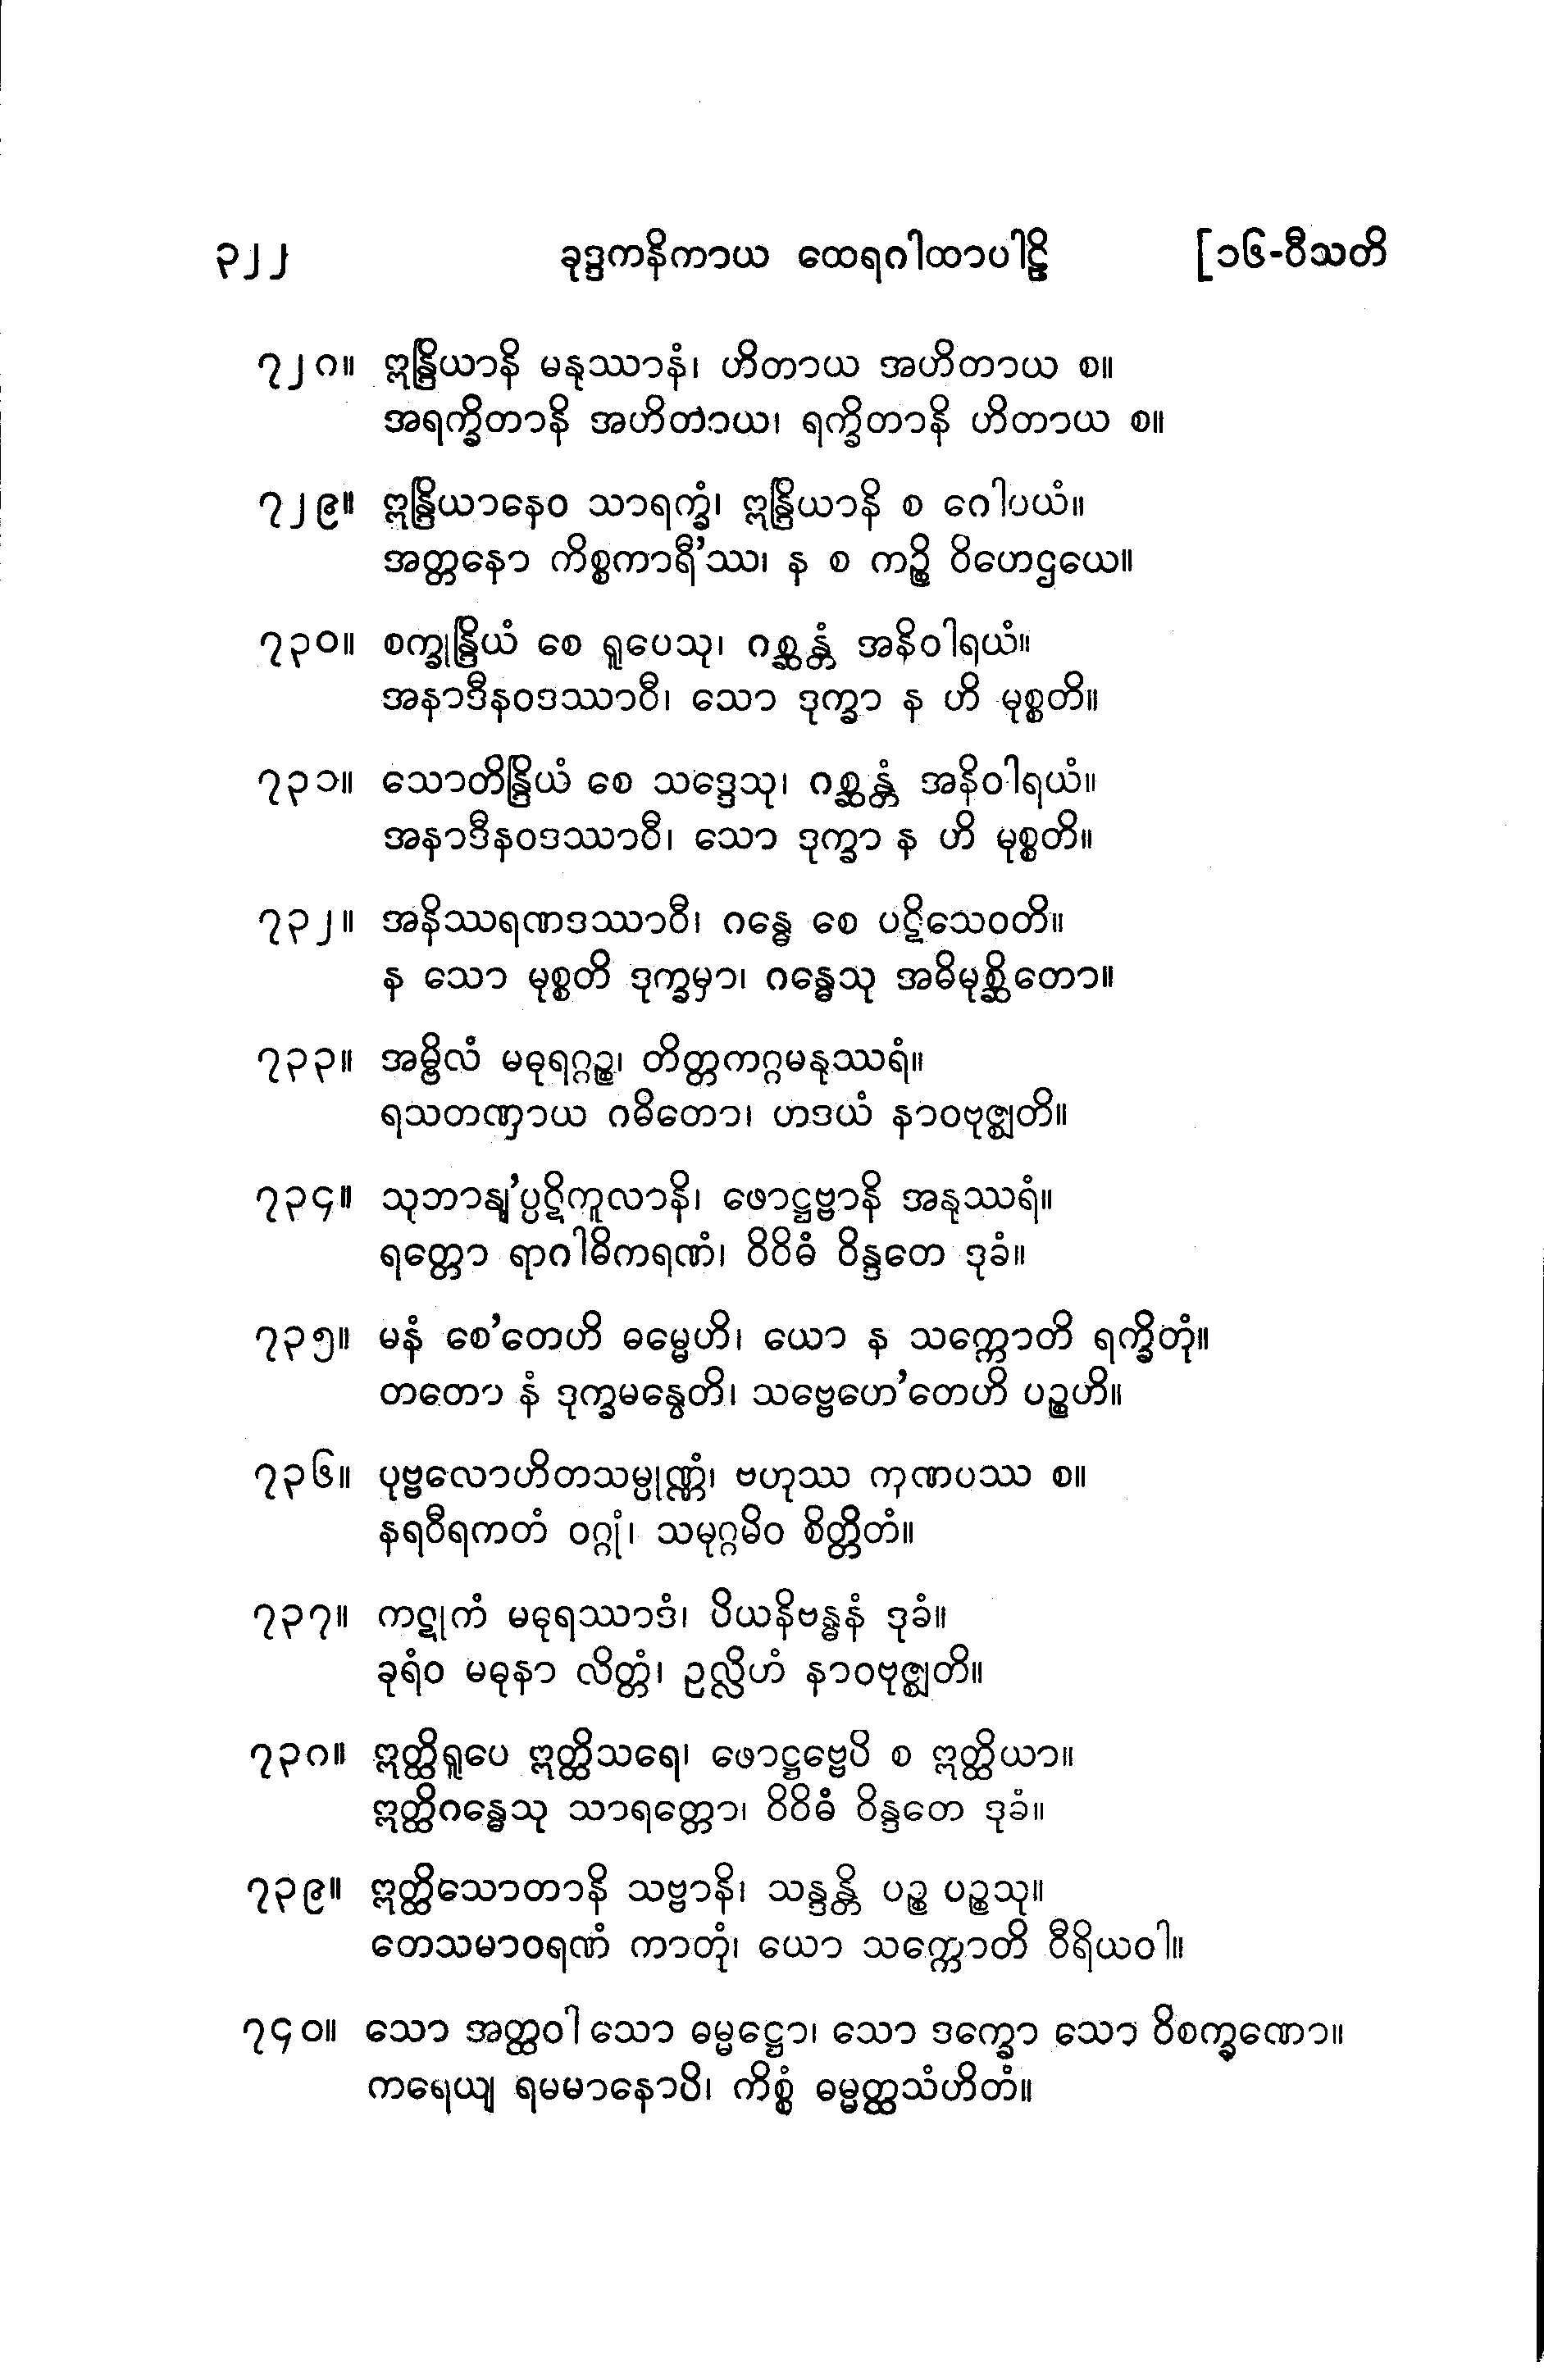 ၃၂၂ ခုဒ္ဒကနိကာယ ထေရဂါထာပါဠိ [၁၆-ဝီသတိ
၇၂၈။ ဣန္ဒြိယာနိ မနုဿာနံ၊ ဟိတာယ အဟိတာယ စ။
အရက္ခိတာနိ အဟိတာယ၊ ရက္ခိတာနိ ဟိတာယ စ။
၇၂၉။ ဣန္ဒြိယာနေဝ သာရက္ခံ၊ ဣန္ဒြိယာနိ စ ဂေါပယံ။
အတ္တနော ကိစ္စကာရီ’ဿ၊ န စ ကဉ္စိ ဝိဟေဌယေ။
၇၃၀။ စက္ခုန္ဒြိယံ စေ ရူပေသု၊ ဂစ္ဆန္တံ အနိဝါရယံ။
အနာဒီနဝဒဿာဝီ၊ သော ဒုက္ခာ န ဟိ မုစ္စတိ။
၇၃၁။ သောတိန္ဒြိယံ စေ သဒ္ဒေသု၊ ဂစ္ဆန္တံ အနိဝါရယံ။
အနာဒီနဝဒဿာဝီ၊ သော ဒုက္ခာ န ဟိ မုစ္စတိ။
၇၃၂။ အနိဿရဏဒဿာဝီ၊ ဂန္ဓေ စေ ပဋိသေဝတိ။
န သော မုစ္စတိ ဒုက္ခမှာ၊ ဂန္ဓေသု အဓိမုစ္ဆိတော။
၇၃၃။ အမ္ဗိလံ မဓုရဂ္ဂဉ္စ၊ တိတ္တကဂ္ဂမနုဿရံ။
ရသတဏှာယ ဂဓိတော၊ ဟဒယံ နာဝဗုဇ္ဈတိ။
၇၃၄။ သုဘာနျ’ပ္ပဋိကူလာနိ၊ ဖောဋ္ဌဗ္ဗာနိ အနုဿရံ။
ရတ္တော ရာဂါဓိကရဏံ၊ ဝိဝိဓံ ဝိန္ဒတေ ဒုခံ။
၇၃၅။ မနံ စေ’တေဟိ ဓမ္မေဟိ၊ ယော န သက္ကောတိ ရက္ခိတုံ။
တတော နံ ဒုက္ခမန္வေတိ၊ သဗ္ဗေဟေ’တေဟိ ပဉ္စဟိ။
၇၃၆။ ပုဗ္ဗလောဟိတသမ္ပုဏ္ဏံ၊ ဗဟုဿ ကုဏပဿ စ။
နရဝီရကတံ ဝဂ္ဂုံ၊ သမုဂ္ဂမိဝ စိတ္တိတံ။
၇၃၇။ ကဋုကံ မဓုရဿာဒံ၊ ပိယနိဗန္ဓနံ ဒုခံ။
ခုရံဝ မဓုနာ လိတ္တံ၊ ဥလ္လိဟံ နာဝဗုဇ္ဈတိ။
၇၃၈။ ဣတ္ထိရူပေ ဣတ္ထိသရေ၊ ဖောဋ္ဌဗ္ဗေပိ စ ဣတ္ထိယာ။
ဣတ္ထိဂန္ဓေသု သာရတ္တော၊ ဝိဝိဓံ ဝိန္ဒတေ ဒုခံ။
၇၃၉။ ဣတ္ထိသောတာနိ သဗ္ဗာနိ၊ သန္ဒန္တိ ပဉ္စ ပဉ္စသု။
တေသမာဝရဏံ ကာတုံ၊ ယော သက္ကောတိ ဝီရိယဝါ။
၇၄၀။ သော အတ္ထဝါ သော ဓမ္မဋ္ဌော၊ သော ဒက္ခော သော ဝိစက္ခဏော။
ကရေယျ ရမမာနောပိ၊ ကိစ္စံ ဓမ္မတ္ထသံဟိတံ။